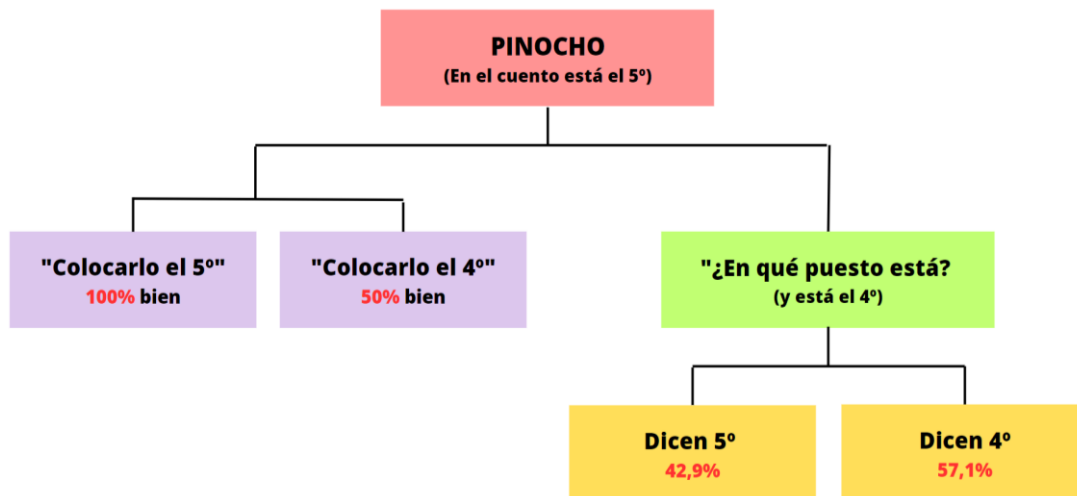 PINOCHO
(En el cuento está el 5º)
"Colocarlo el 5º"
100% bien
"Colocarlo el 4º"
50% bien
"¿En qué puesto está?
(y está el 4º)
Dicen 5º
42,9%
Dicen 4º
57,1%